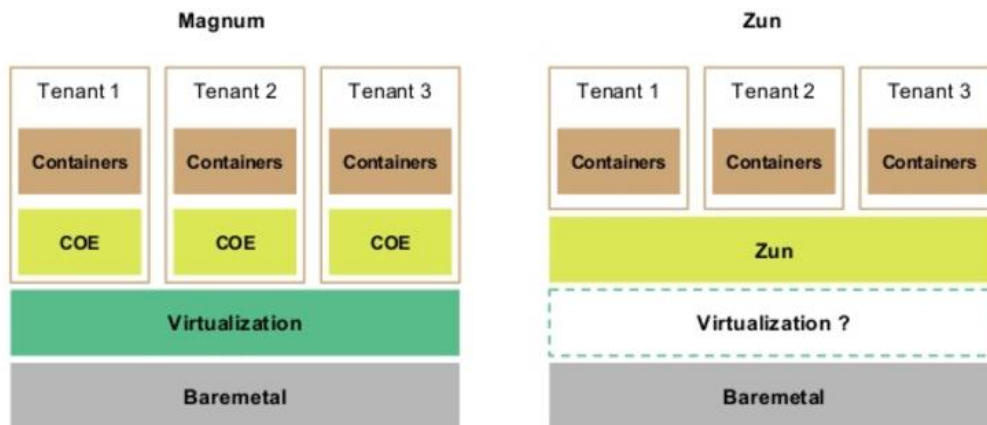 Magnum
Tenant 1 Tenant 2 Tenant 3
Containers Containers Containers
COE COE COE
Virtualization
Baremetal
Zun
Tenant 1 Tenant 2 Tenant 3
Containers Containers Containers
Zun
Virtualization ?
Baremetal